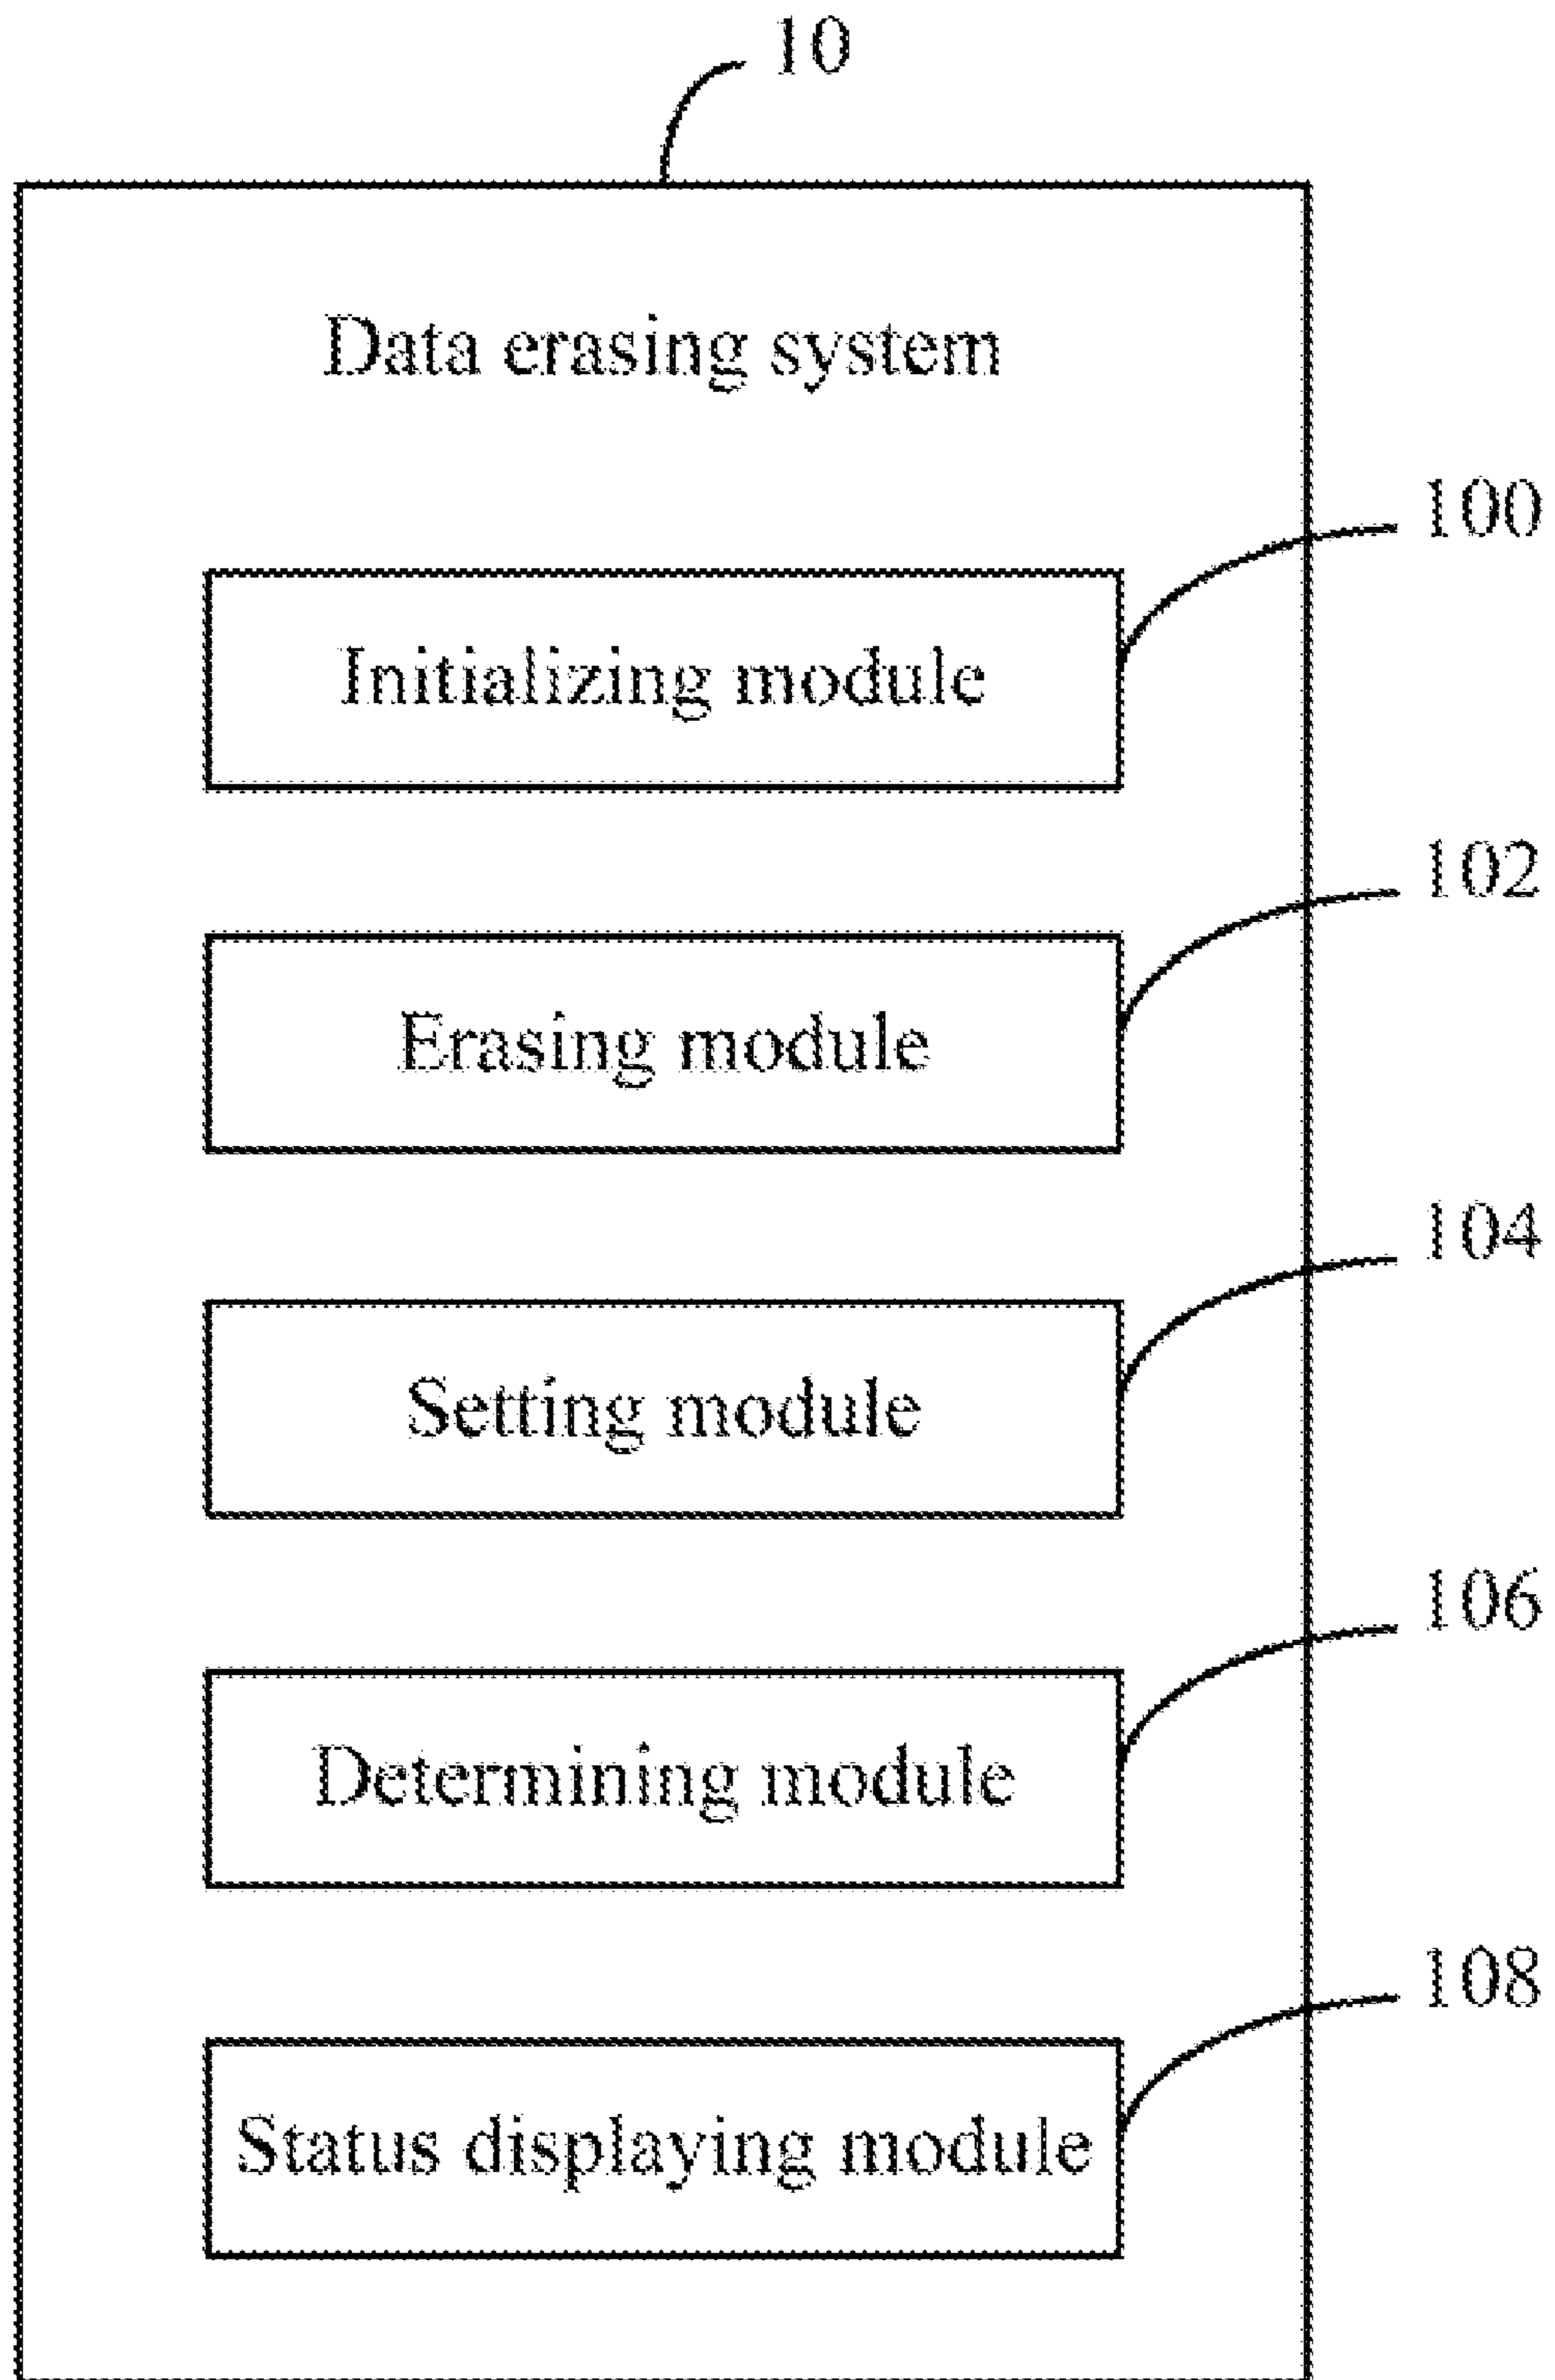 10
Data erasing system
100
Initializing module
102
Erasing module
104
Setting module
106
Determining module
108
Status displaying module